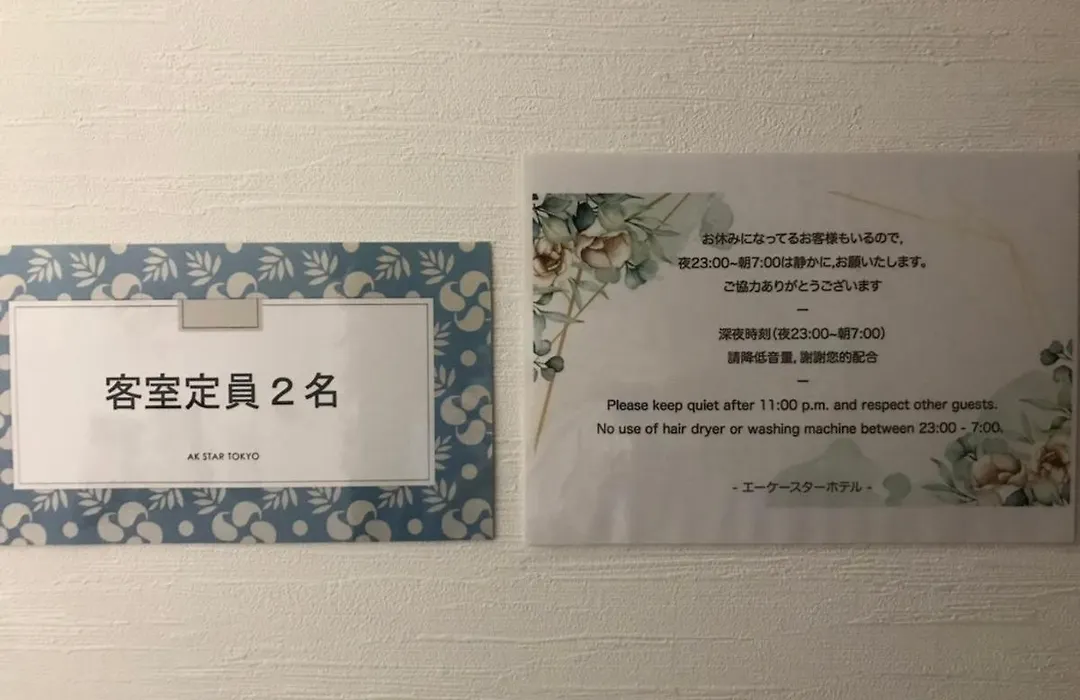 客室定員2名
AK STAR TOKYO
お休みになってるお客様もいるので,
夜23:00~朝7:00は静かに,お願いたします。
ご協力ありがとうございます
—
深夜時刻(夜23:00~朝7:00)
請降低音量, 謝謝您的配合
—
Please keep quiet after 11:00 p.m. and respect other guests.
No use of hair dryer or washing machine between 23:00 - 7:00.
- エーケースターホテル -